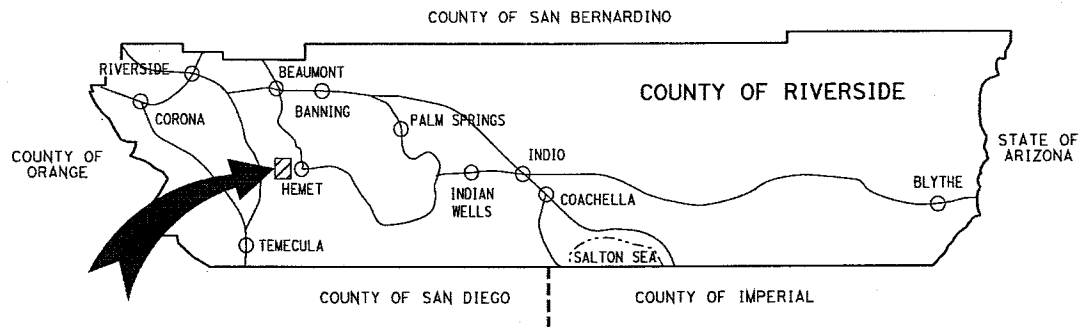 COUNTY OF SAN BERNARDINO
RIVERSIDE
BEAUMONT
COUNTY OF RIVERSIDE
CORONA
BANNING
PALM SPRINGS
STATE OF
ARIZONA
COUNTY OF
ORANGE
INDIO
HEMET
INDIAN
WELLS
COACHELLA
BLYTHE
TEMECULA
SALTON SEA
COUNTY OF SAN DIEGO
COUNTY OF IMPERIAL